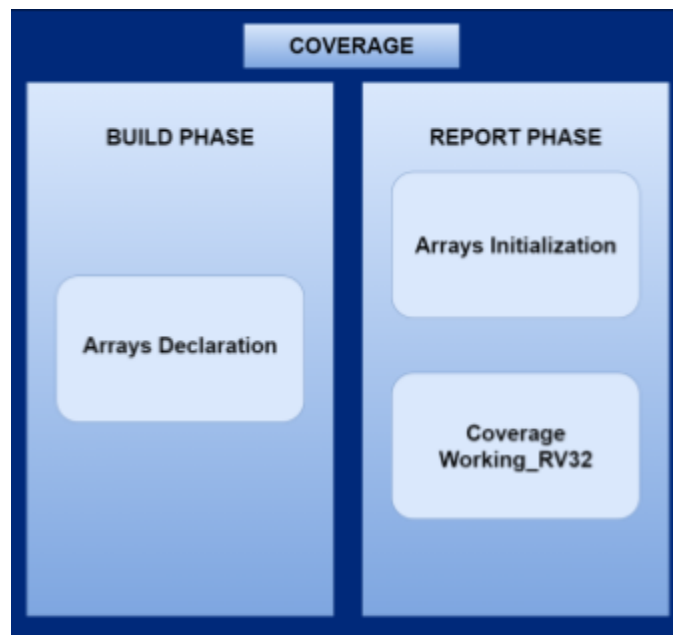 COVERAGE
BUILD PHASE
Arrays Declaration
REPORT PHASE
Arrays Initialization
Coverage
Working_RV32